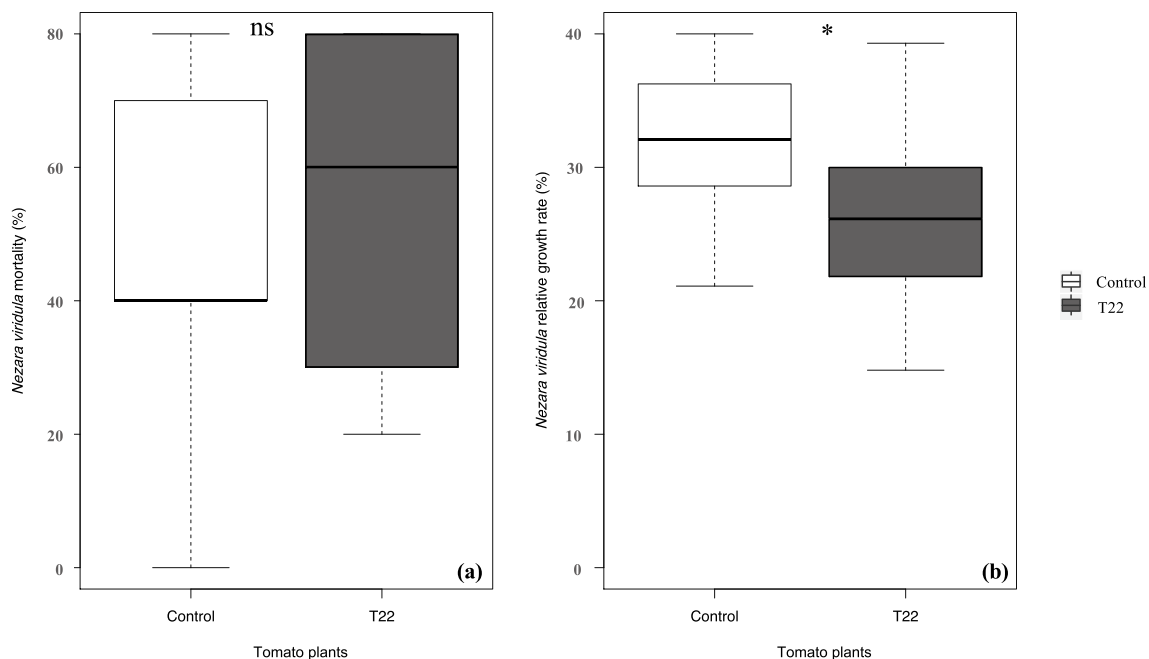 ns
80
60
40
20
0
Nezara viridula mortality (%)
(a)
Control
T22
Tomato plants
*
40
30
20
10
0
Nezara viridula relative growth rate (%)
(b)
Control
T22
Tomato plants
Control
T22